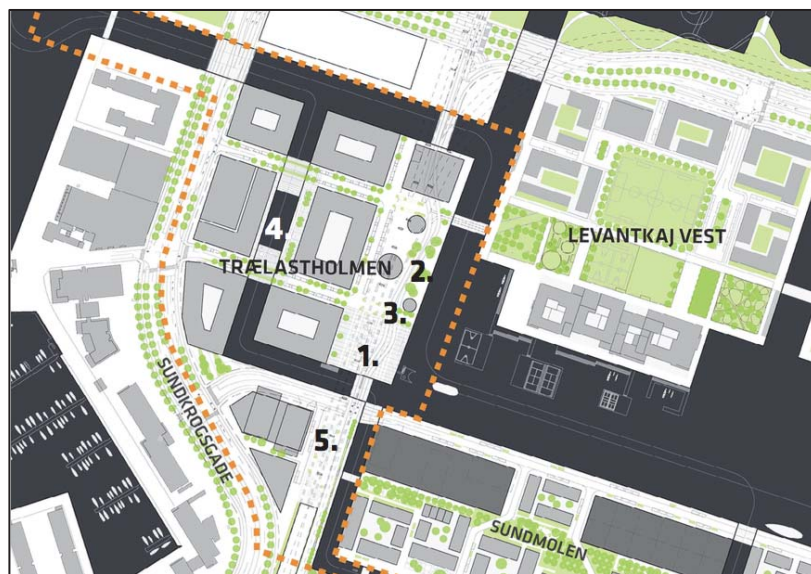 4.
LEVANTKAJ VEST
TRÆLASTHOLMEN
2.
3.
1.
SUNDKROGSGADE
5.
SUNDMOLEN